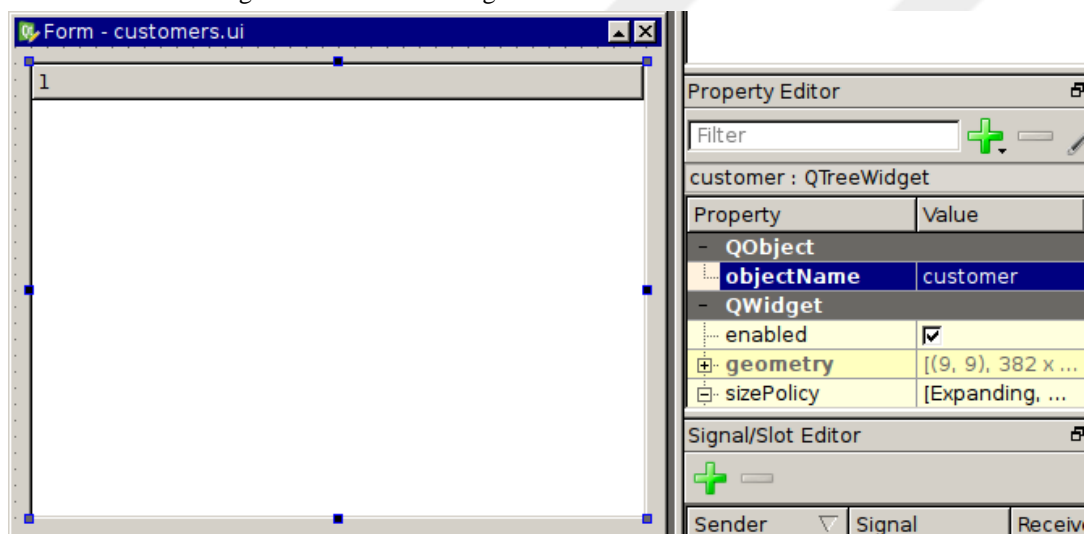 Form - customers.ui
1
Property Editor
Filter
customer : QTreeWidget
Property Value
QObject
objectName customer
QWidget
enabled
geometry [(9, 9), 382 x ...
sizePolicy [Expanding, ...
Signal/Slot Editor
Sender Signal